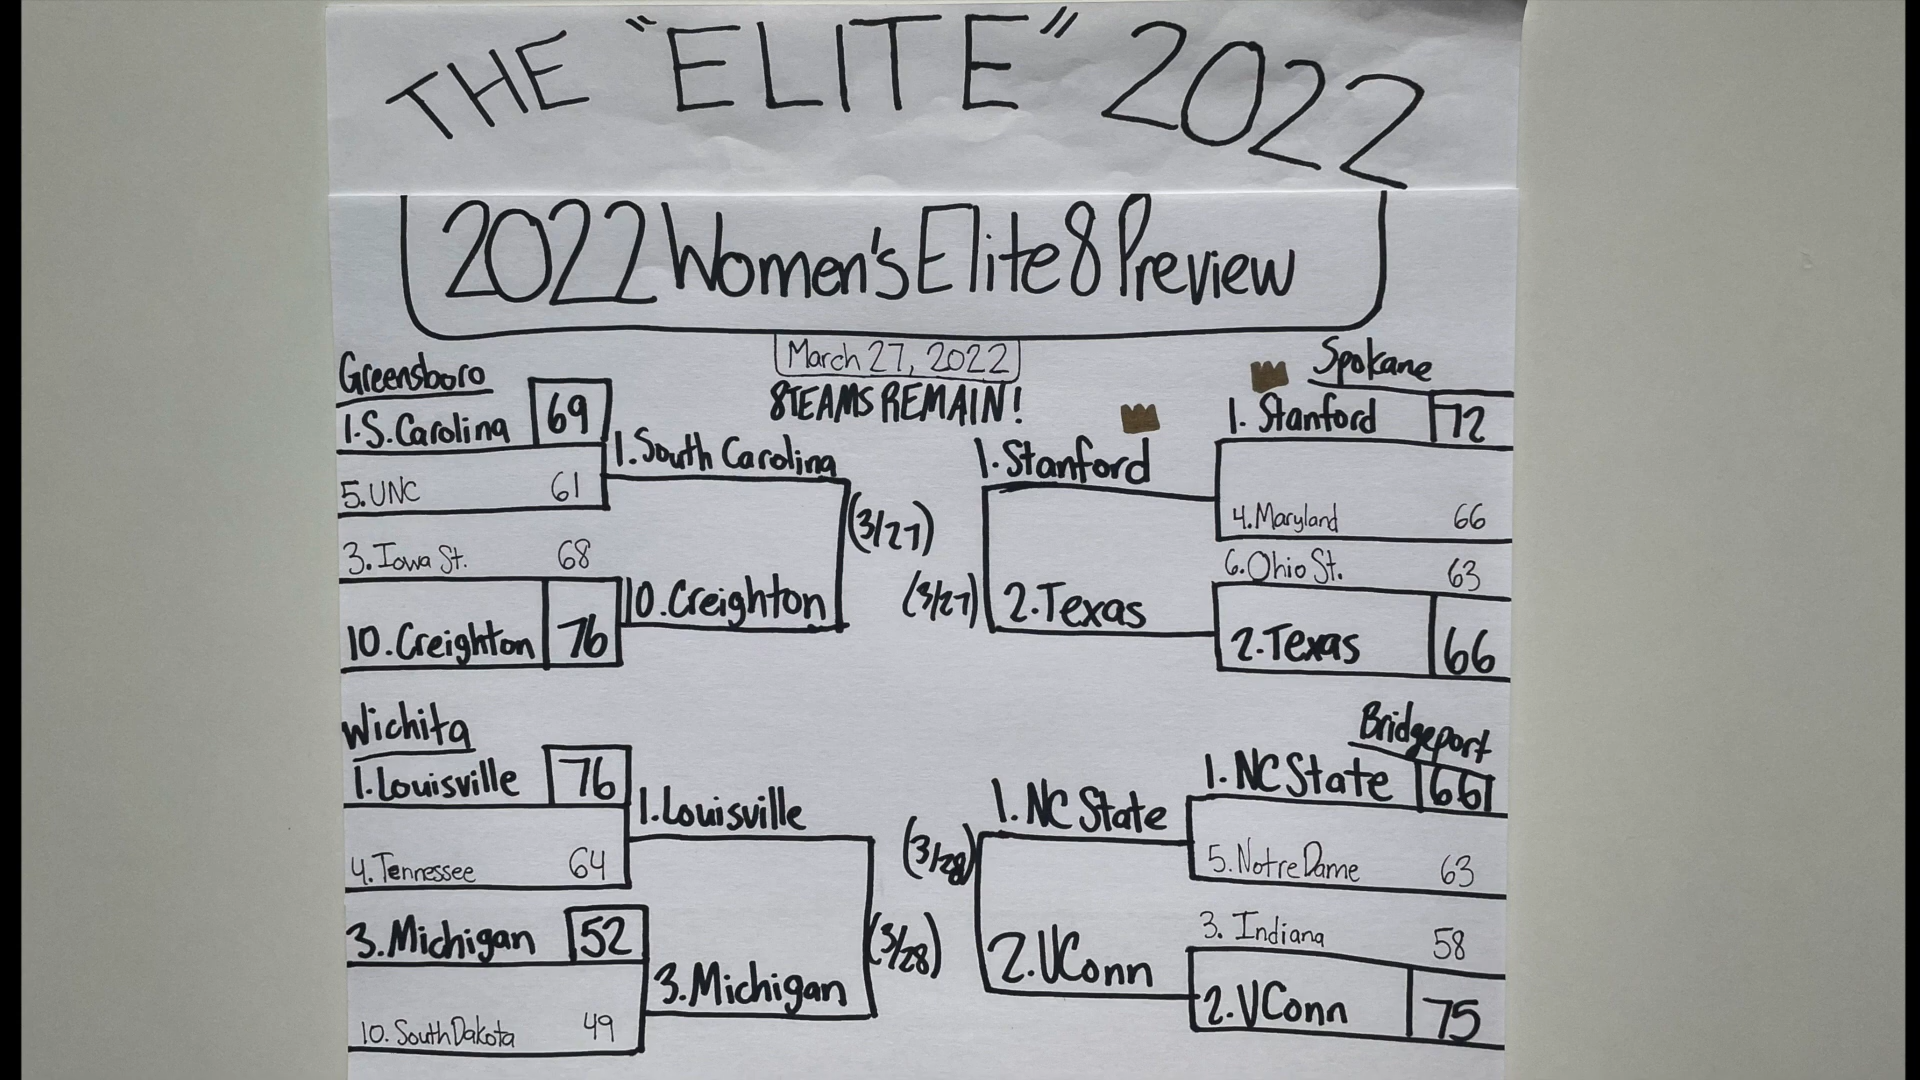 THE "ELITE" 2022
2022 Women's Elite 8 Preview
March 27, 2022
8 TEAMS REMAIN!
Greensboro
1. S. Carolina 69
5. UNC 61
3. Iowa St. 68
10. Creighton 76
1. South Carolina
(3/27)
10. Creighton
Spokane
1. Stanford 72
4. Maryland 66
6. Ohio St. 63
2. Texas 66
1. Stanford
(3/27)
2. Texas
Wichita
1. Louisville 76
4. Tennessee 64
3. Michigan 52
10. South Dakota 49
1. Louisville
(3/28)
3. Michigan
Bridgeport
1. NC State 66
5. Notre Dame 63
3. Indiana 58
2. UConn 75
1. NC State
(3/28)
2. UConn